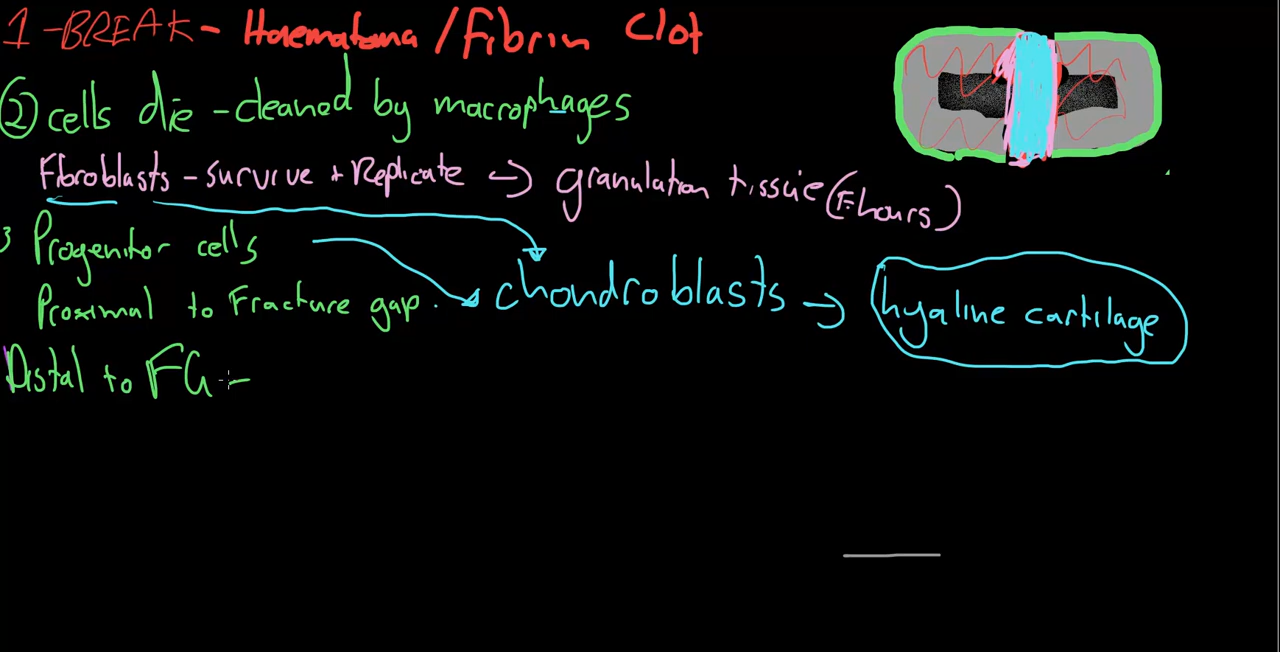 1-BREAK - Haematoma / Fibrin Clot
② cells die - cleaned by macrophages
Fibroblasts - survive + Replicate → granulation tissue (F hours)
3 Progenitor cells
chondroblasts → hyaline cartilage
Proximal to Fracture gap.
Distal to FG -